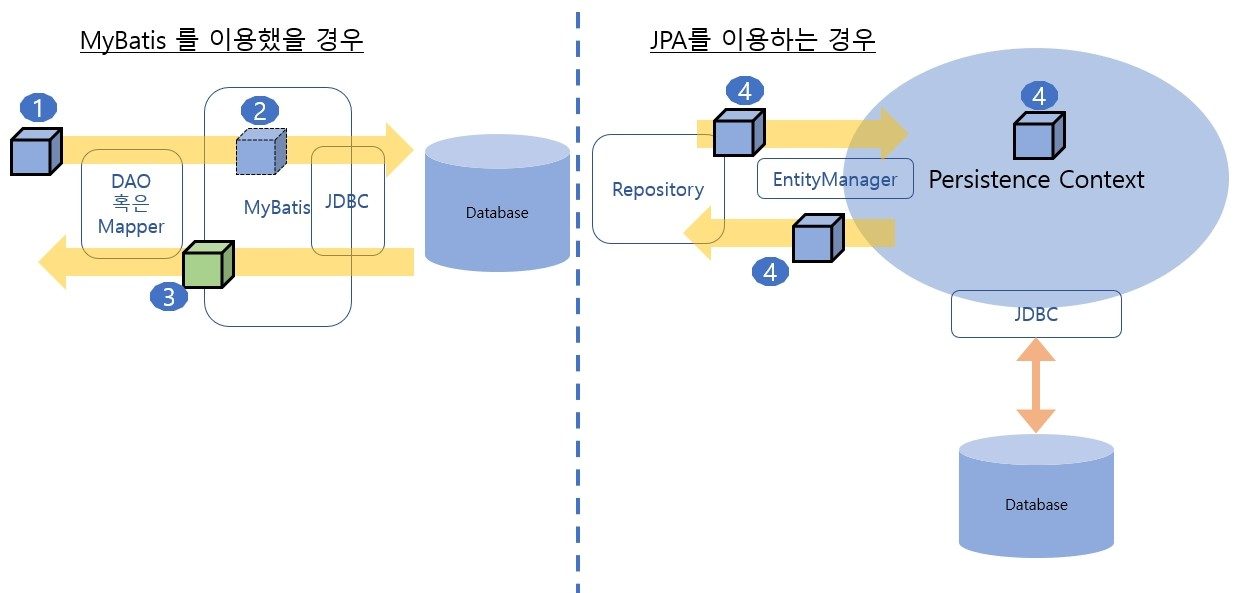 MyBatis 를 이용했을 경우
1
2
DAO
혹은
Mapper
MyBatis
JDBC
Database
3
JPA를 이용하는 경우
4
4
Repository
EntityManager
Persistence Context
4
JDBC
Database